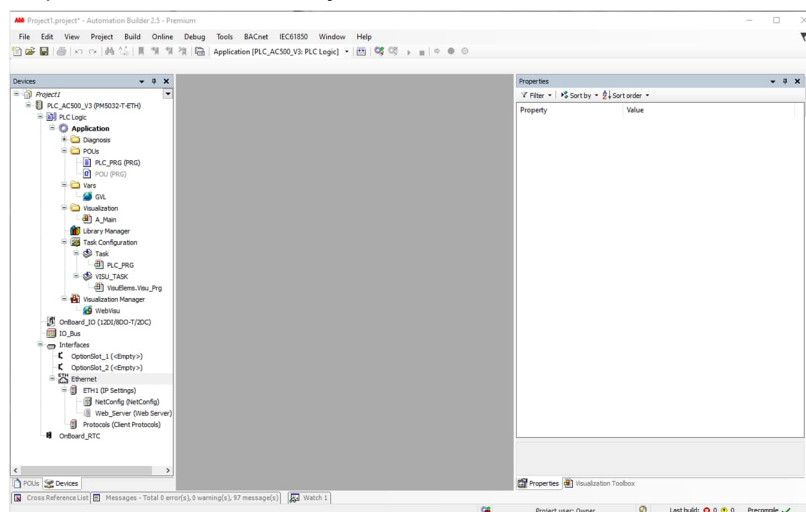 Project1.project* - Automation Builder 2.5 - Premium
File Edit View Project Build Online Debug Tools BACnet IEC61850 Window Help
Application [PLC_AC500_V3: PLC Logic]
Devices
Project1
PLC_AC500_V3 (PM5032-T-ETH)
PLC Logic
Application
Diagnosis
POUs
PLC_PRG (PRG)
POU (PRG)
Vars
GVL
Visualization
A_Main
Library Manager
Task Configuration
Task
PLC_PRG
VISU_TASK
VisuElems.Visu_Prg
Visualization Manager
WebVisu
OnBoard_IO (12DI/8DO-T/2DC)
IO_Bus
Interfaces
OptionSlot_1 (<Empty>)
OptionSlot_2 (<Empty>)
Ethernet
ETH1 (IP Settings)
NetConfig (NetConfig)
Web_Server (Web Server)
Protocols (Client Protocols)
OnBoard_RTC
POUs Devices
Properties
Filter Sort by Sort order
Property Value
Properties Visualization Toolbox
Cross Reference List Messages - Total 0 error(s), 0 warning(s), 97 message(s) Watch 1
Project user: Owner Last build: 0 0 Precompile